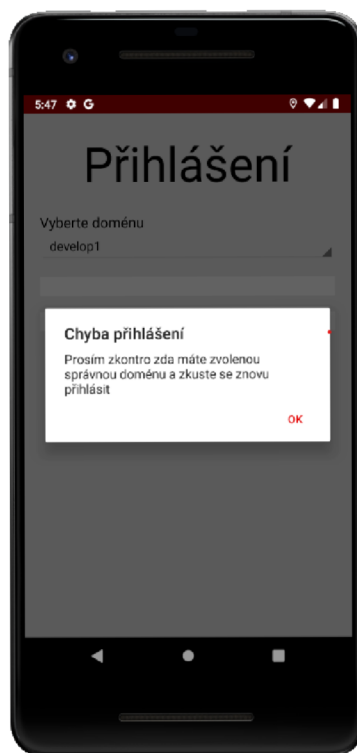 5:47 G
Přihlášení
Vyberte doménu
develop1
Chyba přihlášení
Prosím zkontro zda máte zvolenou
správnou doménu a zkuste se znovu
přihlásit
OK